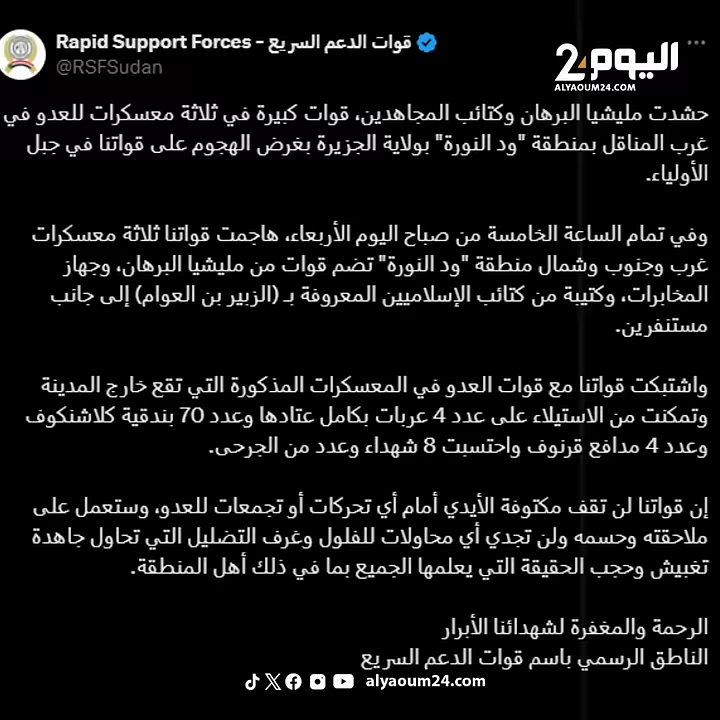 Rapid Support Forces - قوات الدعم السريع
@RSFSudan
اليوم24
ALYAOUM24.COM
حشدت مليشيا البرهان وكتائب المجاهدين، قوات كبيرة في ثلاثة معسكرات للعدو في
غرب المناقل بمنطقة "ود النورة" بولاية الجزيرة بغرض الهجوم على قواتنا في جبل
الأولياء.
وفي تمام الساعة الخامسة من صباح اليوم الأربعاء، هاجمت قواتنا ثلاثة معسكرات
غرب وجنوب وشمال منطقة "ود النورة" تضم قوات من مليشيا البرهان، وجهاز
المخابرات، وكتيبة من كتائب الإسلاميين المعروفة بـ (الزبير بن العوام) إلى جانب
مستنفرين.
واشتبكت قواتنا مع قوات العدو في المعسكرات المذكورة التي تقع خارج المدينة
وتمكنت من الاستيلاء على عدد 4 عربات بكامل عتادها وعدد 70 بندقية كلاشنكوف
وعدد 4 مدافع قرنوف واحتسبت 8 شهداء وعدد من الجرحى.
إن قواتنا لن تقف مكتوفة الأيدي أمام أي تحركات أو تجمعات للعدو، وستعمل على
ملاحقته وحسمه ولن تجدي أي محاولات للفلول وغرف التضليل التي تحاول جاهدة
تغبيش وحجب الحقيقة التي يعلمها الجميع بما في ذلك أهل المنطقة.
الرحمة والمغفرة لشهدائنا الأبرار
الناطق الرسمي باسم قوات الدعم السريع
alyaoum24.com